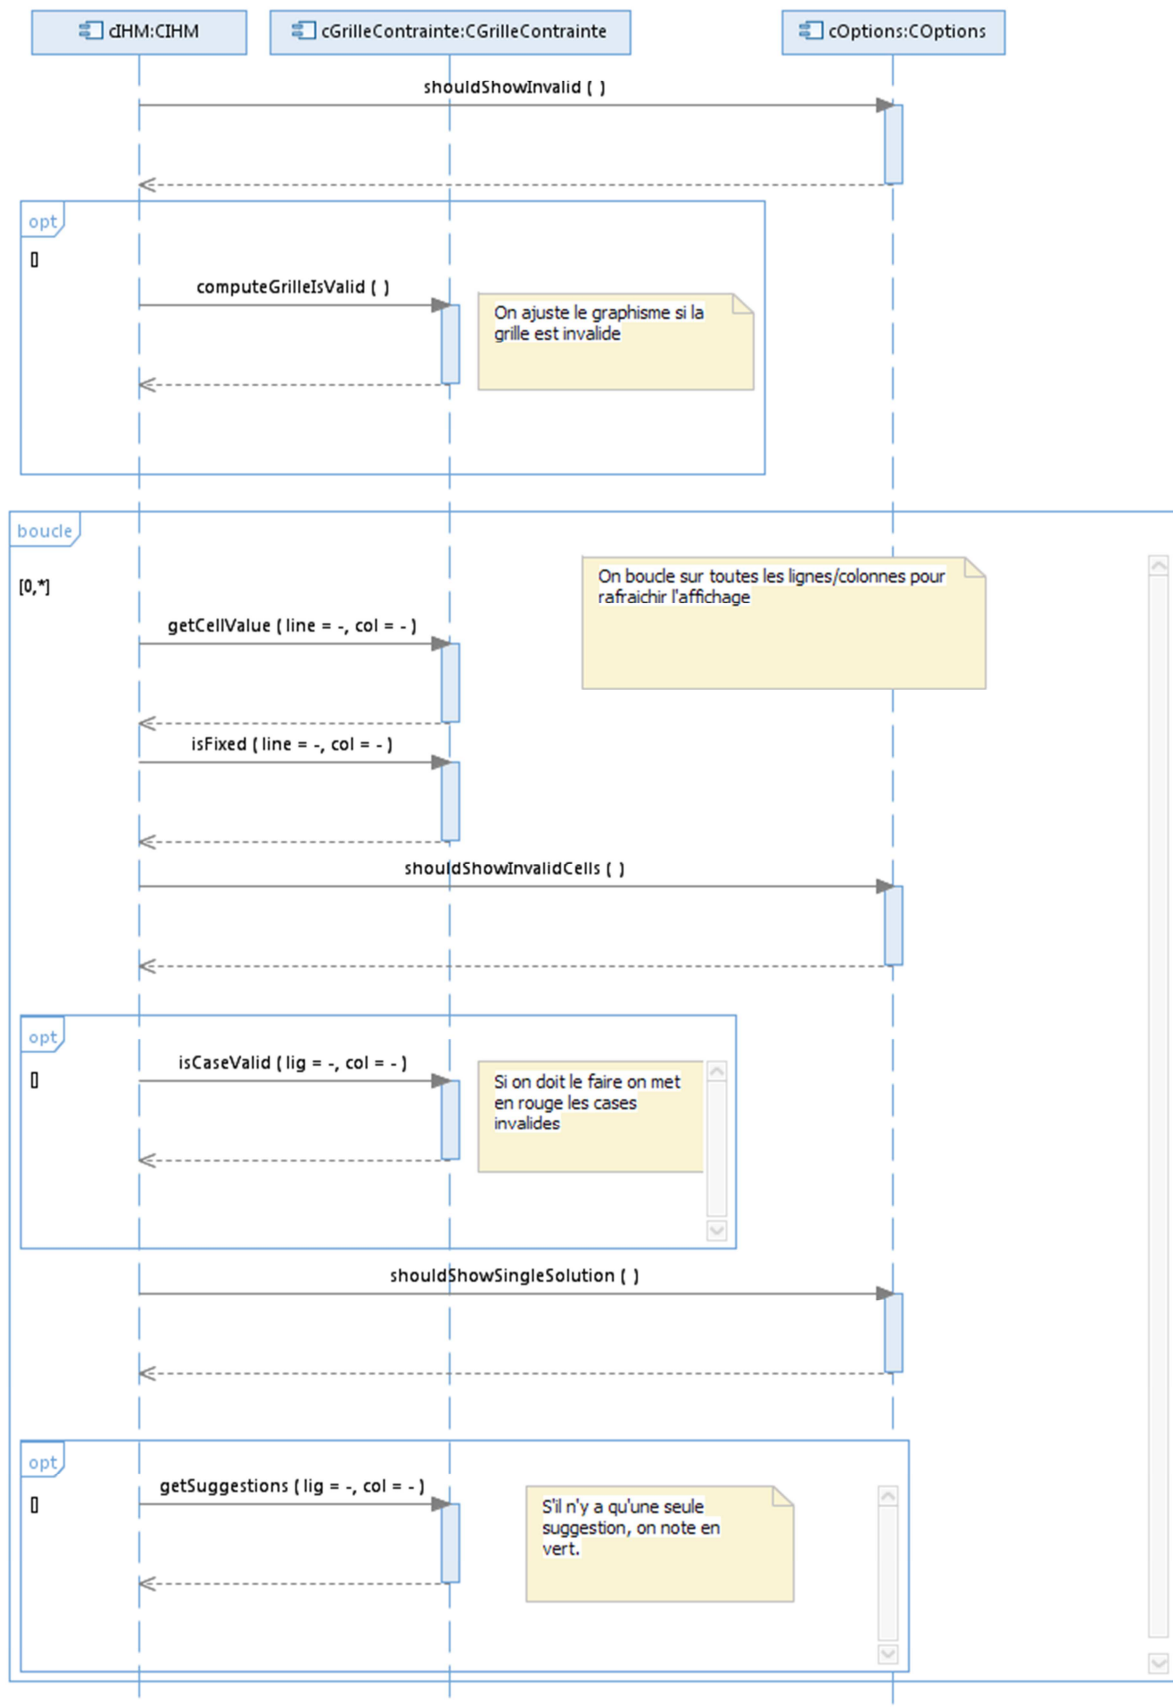 cIHM:CIHM
cGrilleContrainte:CGrilleContrainte
cOptions:COptions
shouldShowInvalid ( )
opt
[]
computeGrilleIsValid ( )
On ajuste le graphisme si la
grille est invalide
boucle
[0,*]
On boucle sur toutes les lignes/colonnes pour
rafraichir l'affichage
getCellValue ( line = -, col = - )
isFixed ( line = -, col = - )
shouldShowInvalidCells ( )
opt
[]
isCaseValid ( lig = -, col = - )
Si on doit le faire on met
en rouge les cases
invalides
shouldShowSingleSolution ( )
opt
[]
getSuggestions ( lig = -, col = - )
S'il n'y a qu'une seule
suggestion, on note en
vert.